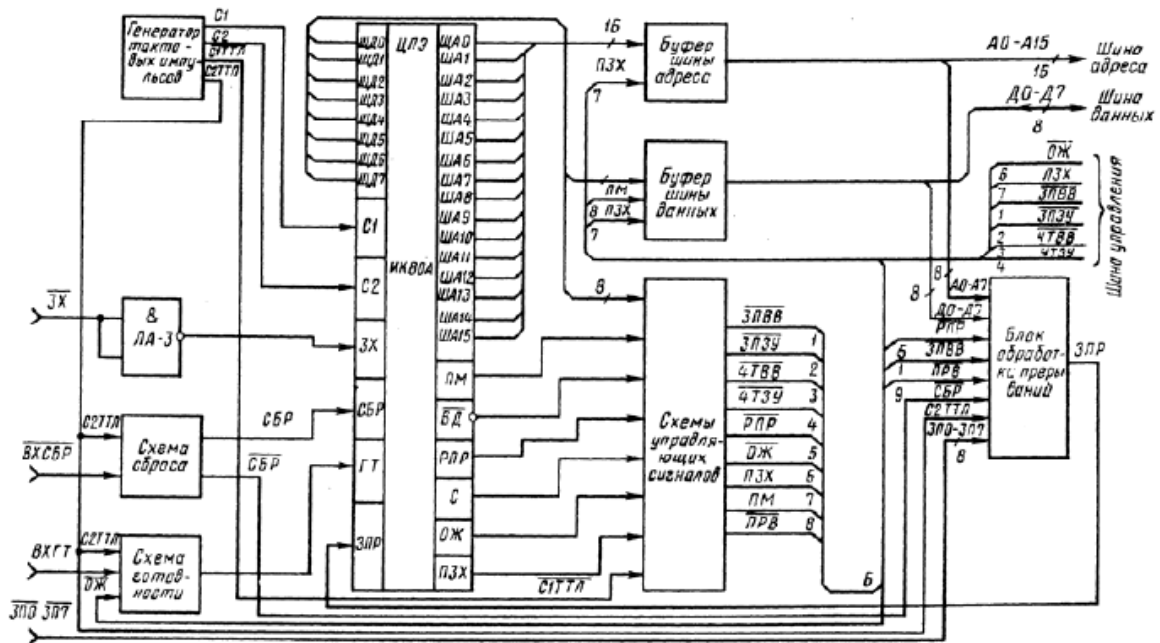 Генератор
такто-
вых импу-
льсов
С1
С2
С1ТТЛ
С2ТТЛ
ЦПЭ
ИК80А
ШД0
ШД1
ШД2
ШД3
ШД4
ШД5
ШД6
ШД7
С1
С2
ЗХ
СБР
ГТ
ЗПР
ША0
ША1
ША2
ША3
ША4
ША5
ША6
ША7
ША8
ША9
ША10
ША11
ША12
ША13
ША14
ША15
ПМ
ВД
РПР
С
ОЖ
ПЗХ
16
ПЗХ
7
Буфер
шины
адреса
А0-А15
16
Шина
адреса
Д0-Д7
8
Шина
данных
ПМ
8
ПЗХ
7
Буфер
шины
данных
ОЖ
6
ПЗХ
7
ЗПВВ
1
ЗПЗУ
2
ЧТВВ
3
ЧТЗУ
4
Шина управления
ЗХ
&
ЛА-3
С2ТТЛ
ВХСБР
Схема
сброса
СБР
СБР
С2ТТЛ
ВХГТ
ОЖ
Схема
готов-
ности
ЗП0 ЗП7
8
Схемы
управля-
ющих
сигналов
С1ТТЛ
ЗПВВ
1
ЗПЗУ
2
ЧТВВ
3
ЧТЗУ
4
РПР
5
ОЖ
6
ПЗХ
7
ПМ
8
ПРВ
Б
8
А0-А7
8
Д0-Д7
РПР
Б
ЗПВВ
1
ПРВ
9
СБР
С2ТТЛ
ЗП0-ЗП7
8
Блок
обработ-
ки преры-
ваний
ЗПР